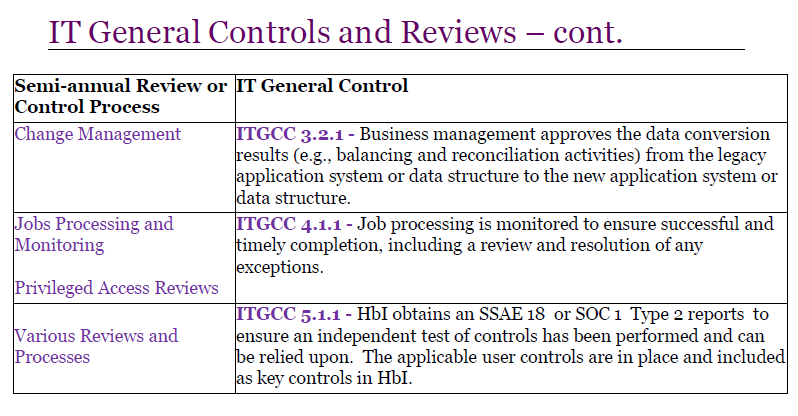 IT General Controls and Reviews – cont.
Semi-annual Review or
Control Process
IT General Control
Change Management
ITGCC 3.2.1 - Business management approves the data conversion
results (e.g., balancing and reconciliation activities) from the legacy
application system or data structure to the new application system or
data structure.
Jobs Processing and
Monitoring
Privileged Access Reviews
ITGCC 4.1.1 - Job processing is monitored to ensure successful and
timely completion, including a review and resolution of any
exceptions.
Various Reviews and
Processes
ITGCC 5.1.1 - HbI obtains an SSAE 18 or SOC 1 Type 2 reports to
ensure an independent test of controls has been performed and can
be relied upon. The applicable user controls are in place and included
as key controls in HbI.